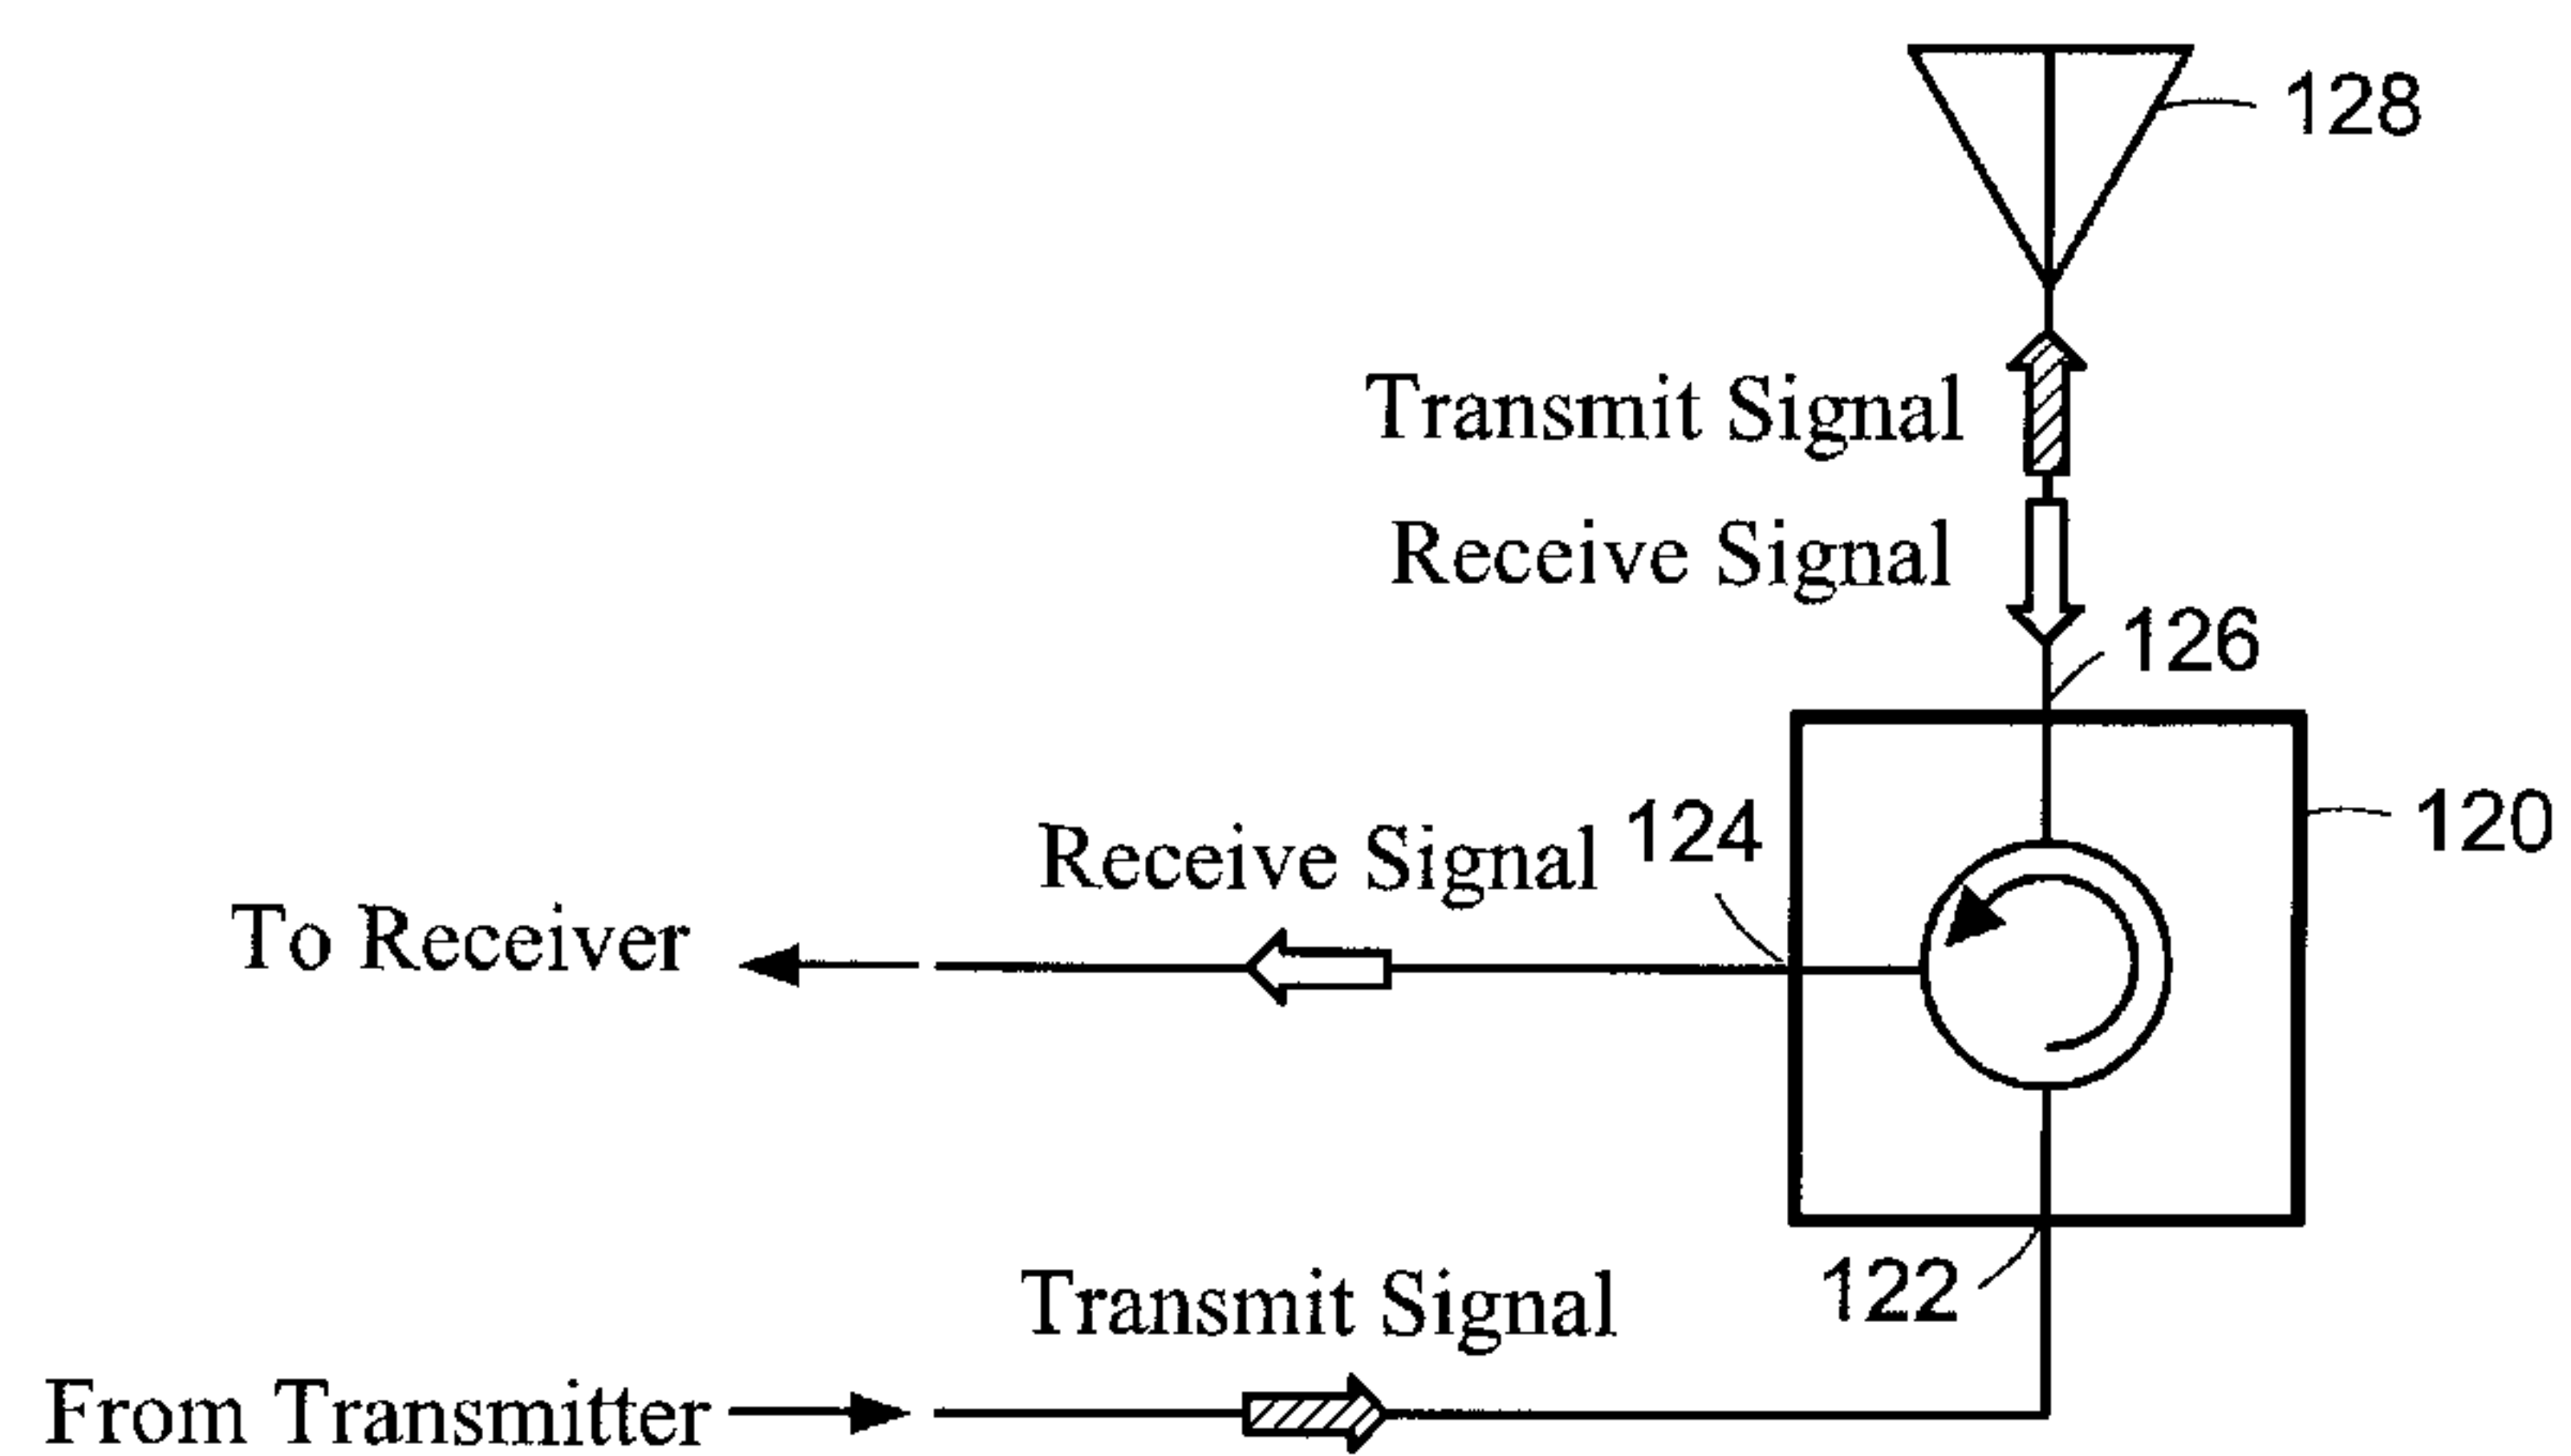 128
Transmit Signal
Receive Signal
126
Receive Signal
124
120
To Receiver
122
Transmit Signal
From Transmitter